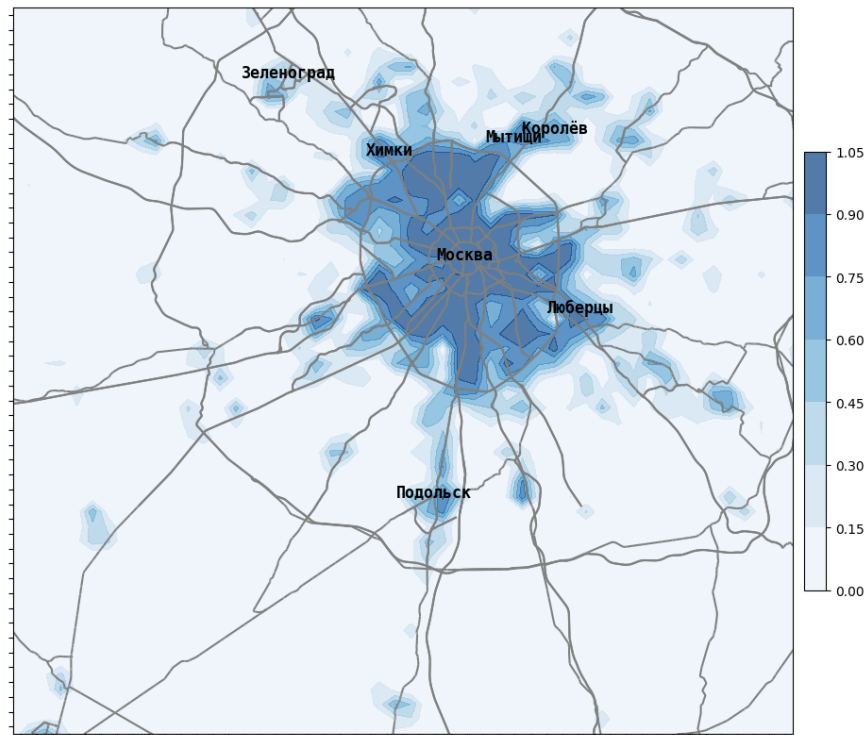 Зеленоград
Королёв
Мытищи
Химки
Москва
Люберцы
Подольск
1.05
0.90
0.75
0.60
0.45
0.30
0.15
0.00